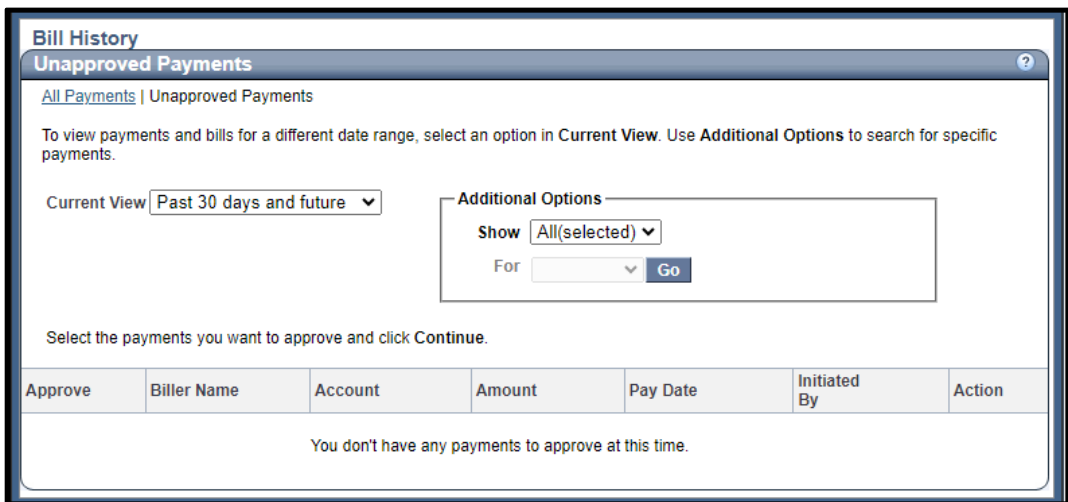 Bill History
Unapproved Payments ?
All Payments | Unapproved Payments
To view payments and bills for a different date range, select an option in Current View. Use Additional Options to search for specific
payments.
Current View Past 30 days and future
Additional Options
Show All(selected)
For Go
Select the payments you want to approve and click Continue.
Approve Biller Name Account Amount Pay Date Initiated By Action
You don't have any payments to approve at this time.